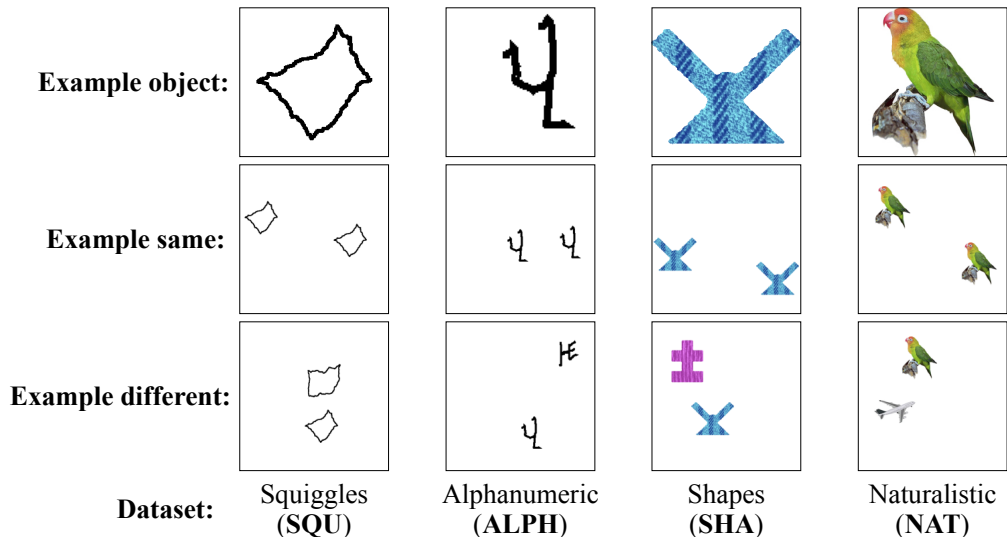 Example object:
Example same:
Example different:
Dataset:
Squiggles
(SQU)
Alphanumeric
(ALPH)
Shapes
(SHA)
Naturalistic
(NAT)